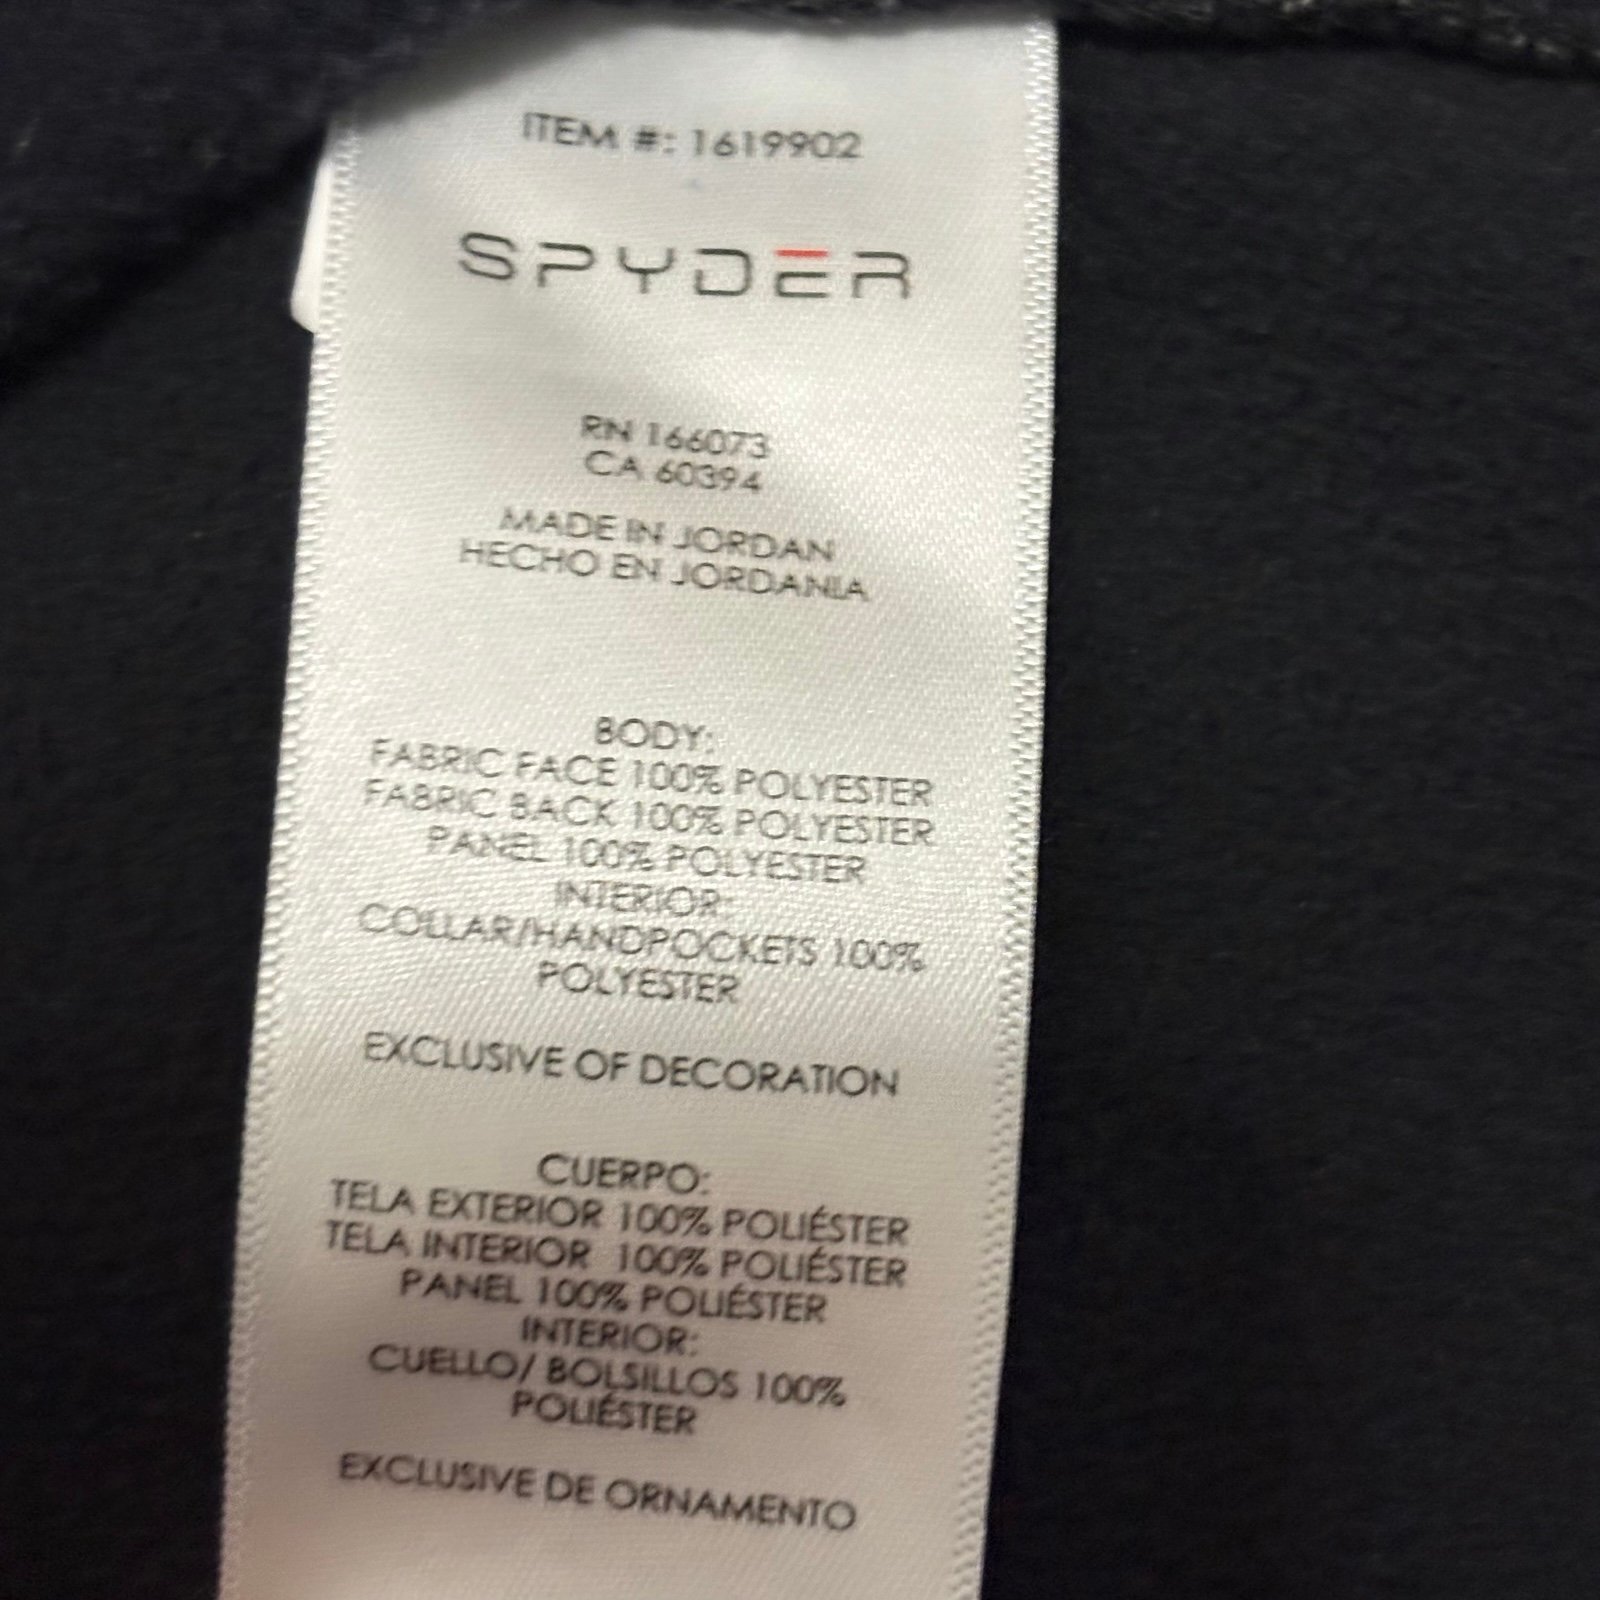 ITEM #: 1619902
SPYDER
RN 166073
CA 60394
MADE IN JORDAN
HECHO EN JORDANIA
BODY:
FABRIC FACE 100% POLYESTER
FABRIC BACK 100% POLYESTER
PANEL 100% POLYESTER
INTERIOR:
COLLAR/HANDPOCKETS 100%
POLYESTER
EXCLUSIVE OF DECORATION
CUERPO:
TELA EXTERIOR 100% POLIÉSTER
TELA INTERIOR 100% POLIÉSTER
PANEL 100% POLIÉSTER
INTERIOR:
CUELLO/ BOLSILLOS 100%
POLIÉSTER
EXCLUSIVE DE ORNAMENTO